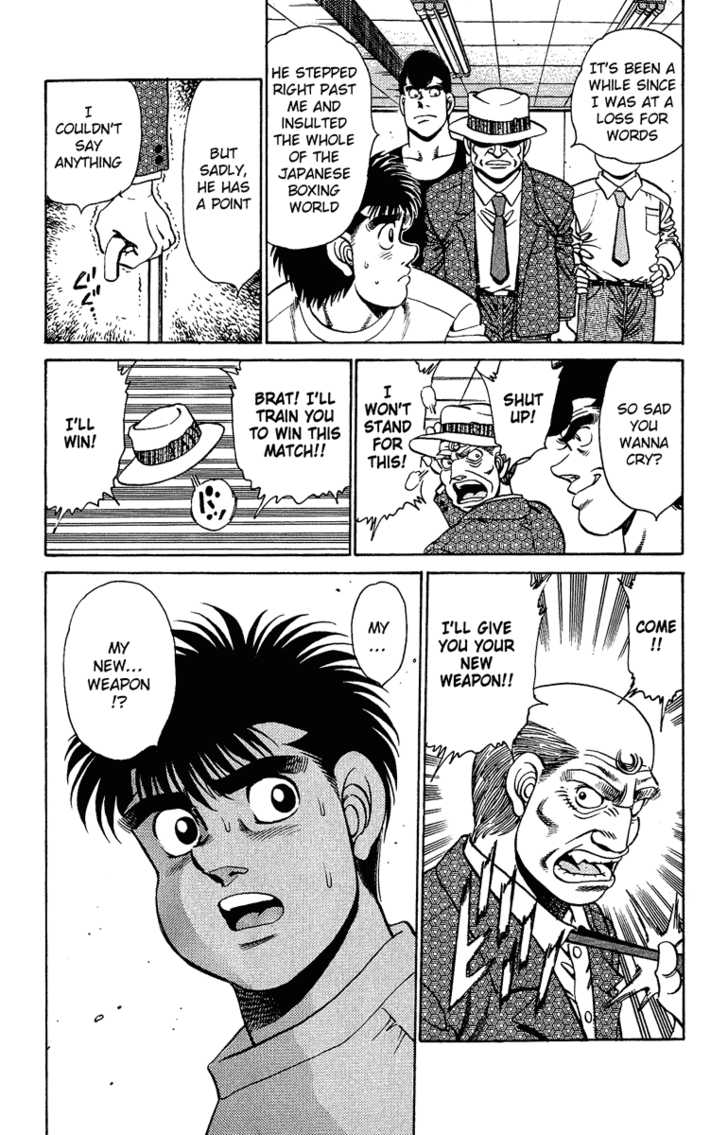 IT'S BEEN A
WHILE SINCE
I WAS AT A
LOSS FOR
WORDS
HE STEPPED
RIGHT PAST
ME AND
INSULTED
THE WHOLE
OF THE
JAPANESE
BOXING
WORLD
BUT
SADLY,
HE HAS
A POINT
I
COULDN'T
SAY
ANYTHING
SO SAD
YOU
WANNA
CRY?
SHUT
UP!
I
WON'T
STAND
FOR
THIS!
BRAT! I'LL
TRAIN YOU
TO WIN THIS
MATCH!!
I'LL
WIN!
COME
!!
I'LL GIVE
YOU YOUR
NEW
WEAPON!!
MY
...
MY
NEW...
WEAPON
!?